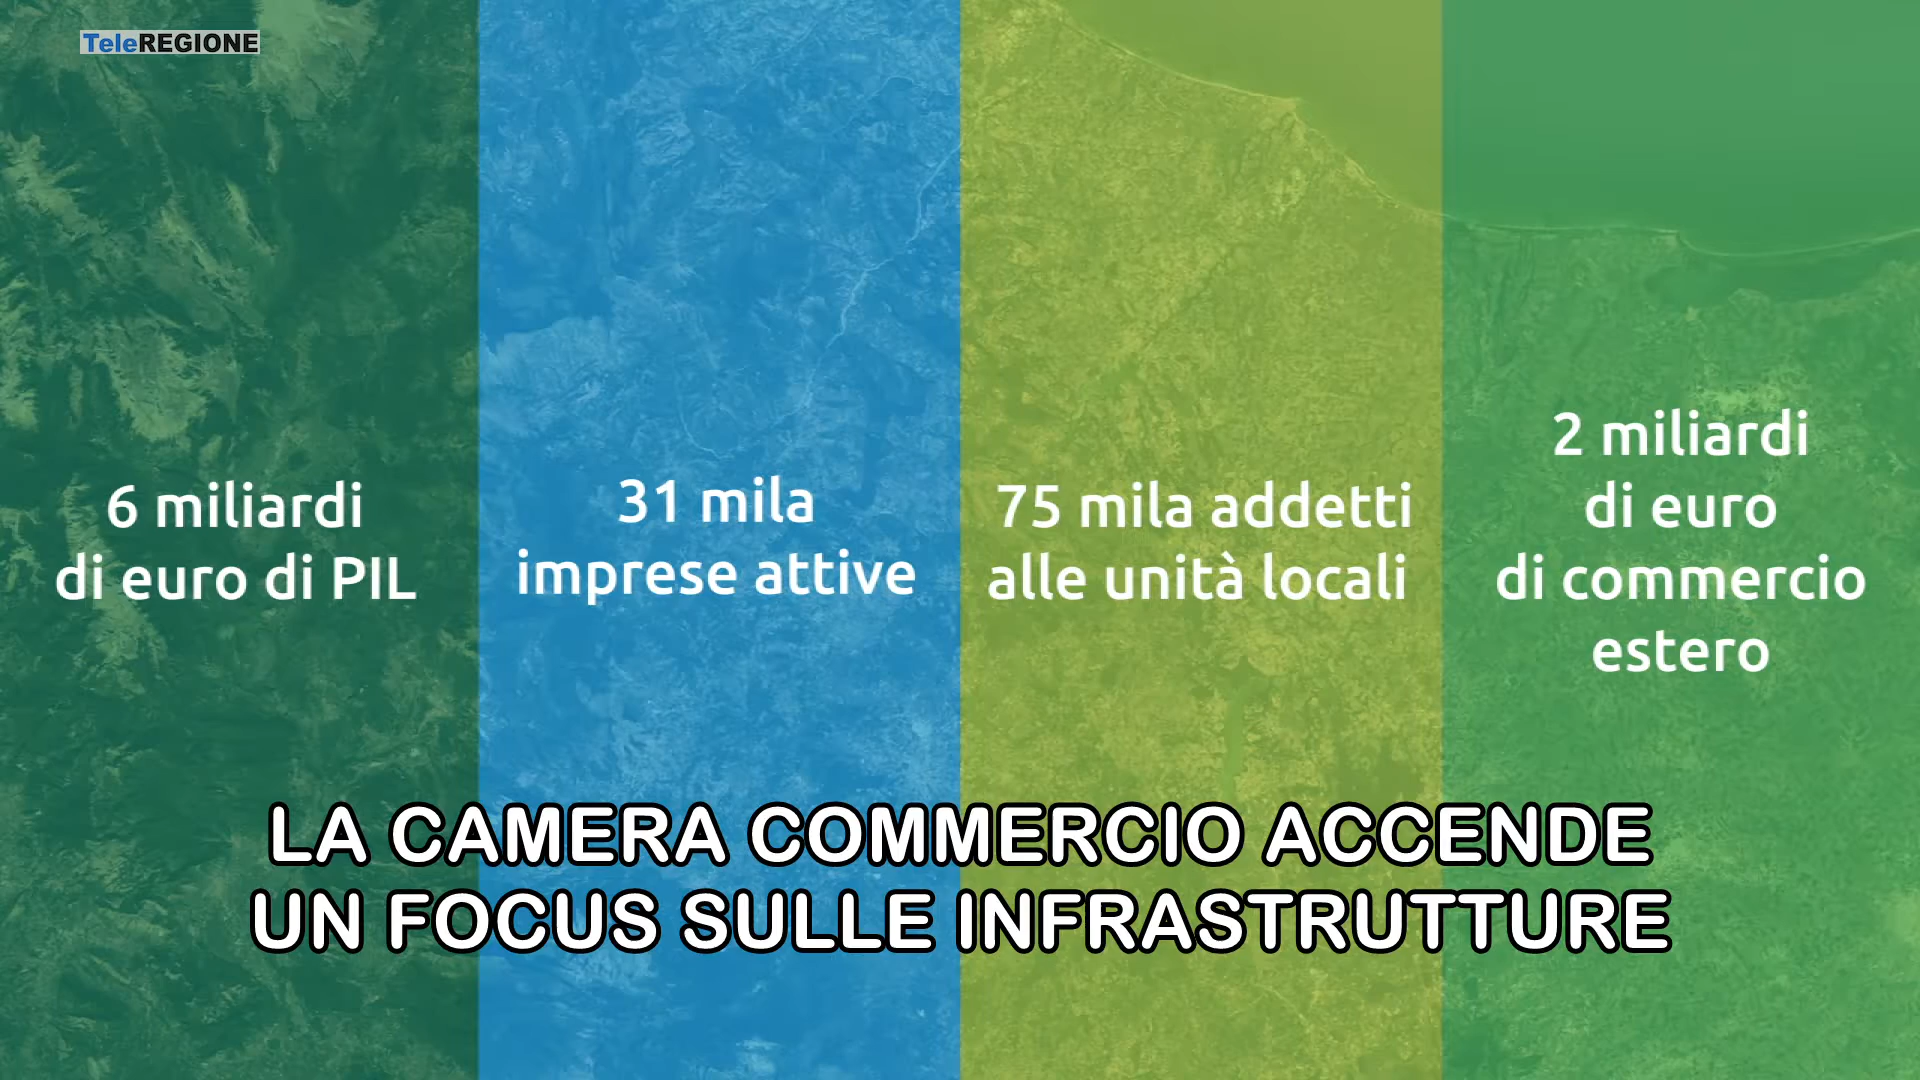 TeleREGIONE
6 miliardi
di euro di PIL
31 mila
imprese attive
75 mila addetti
alle unità locali
2 miliardi
di euro
di commercio
estero
LA CAMERA COMMERCIO ACCENDE
UN FOCUS SULLE INFRASTRUTTURE